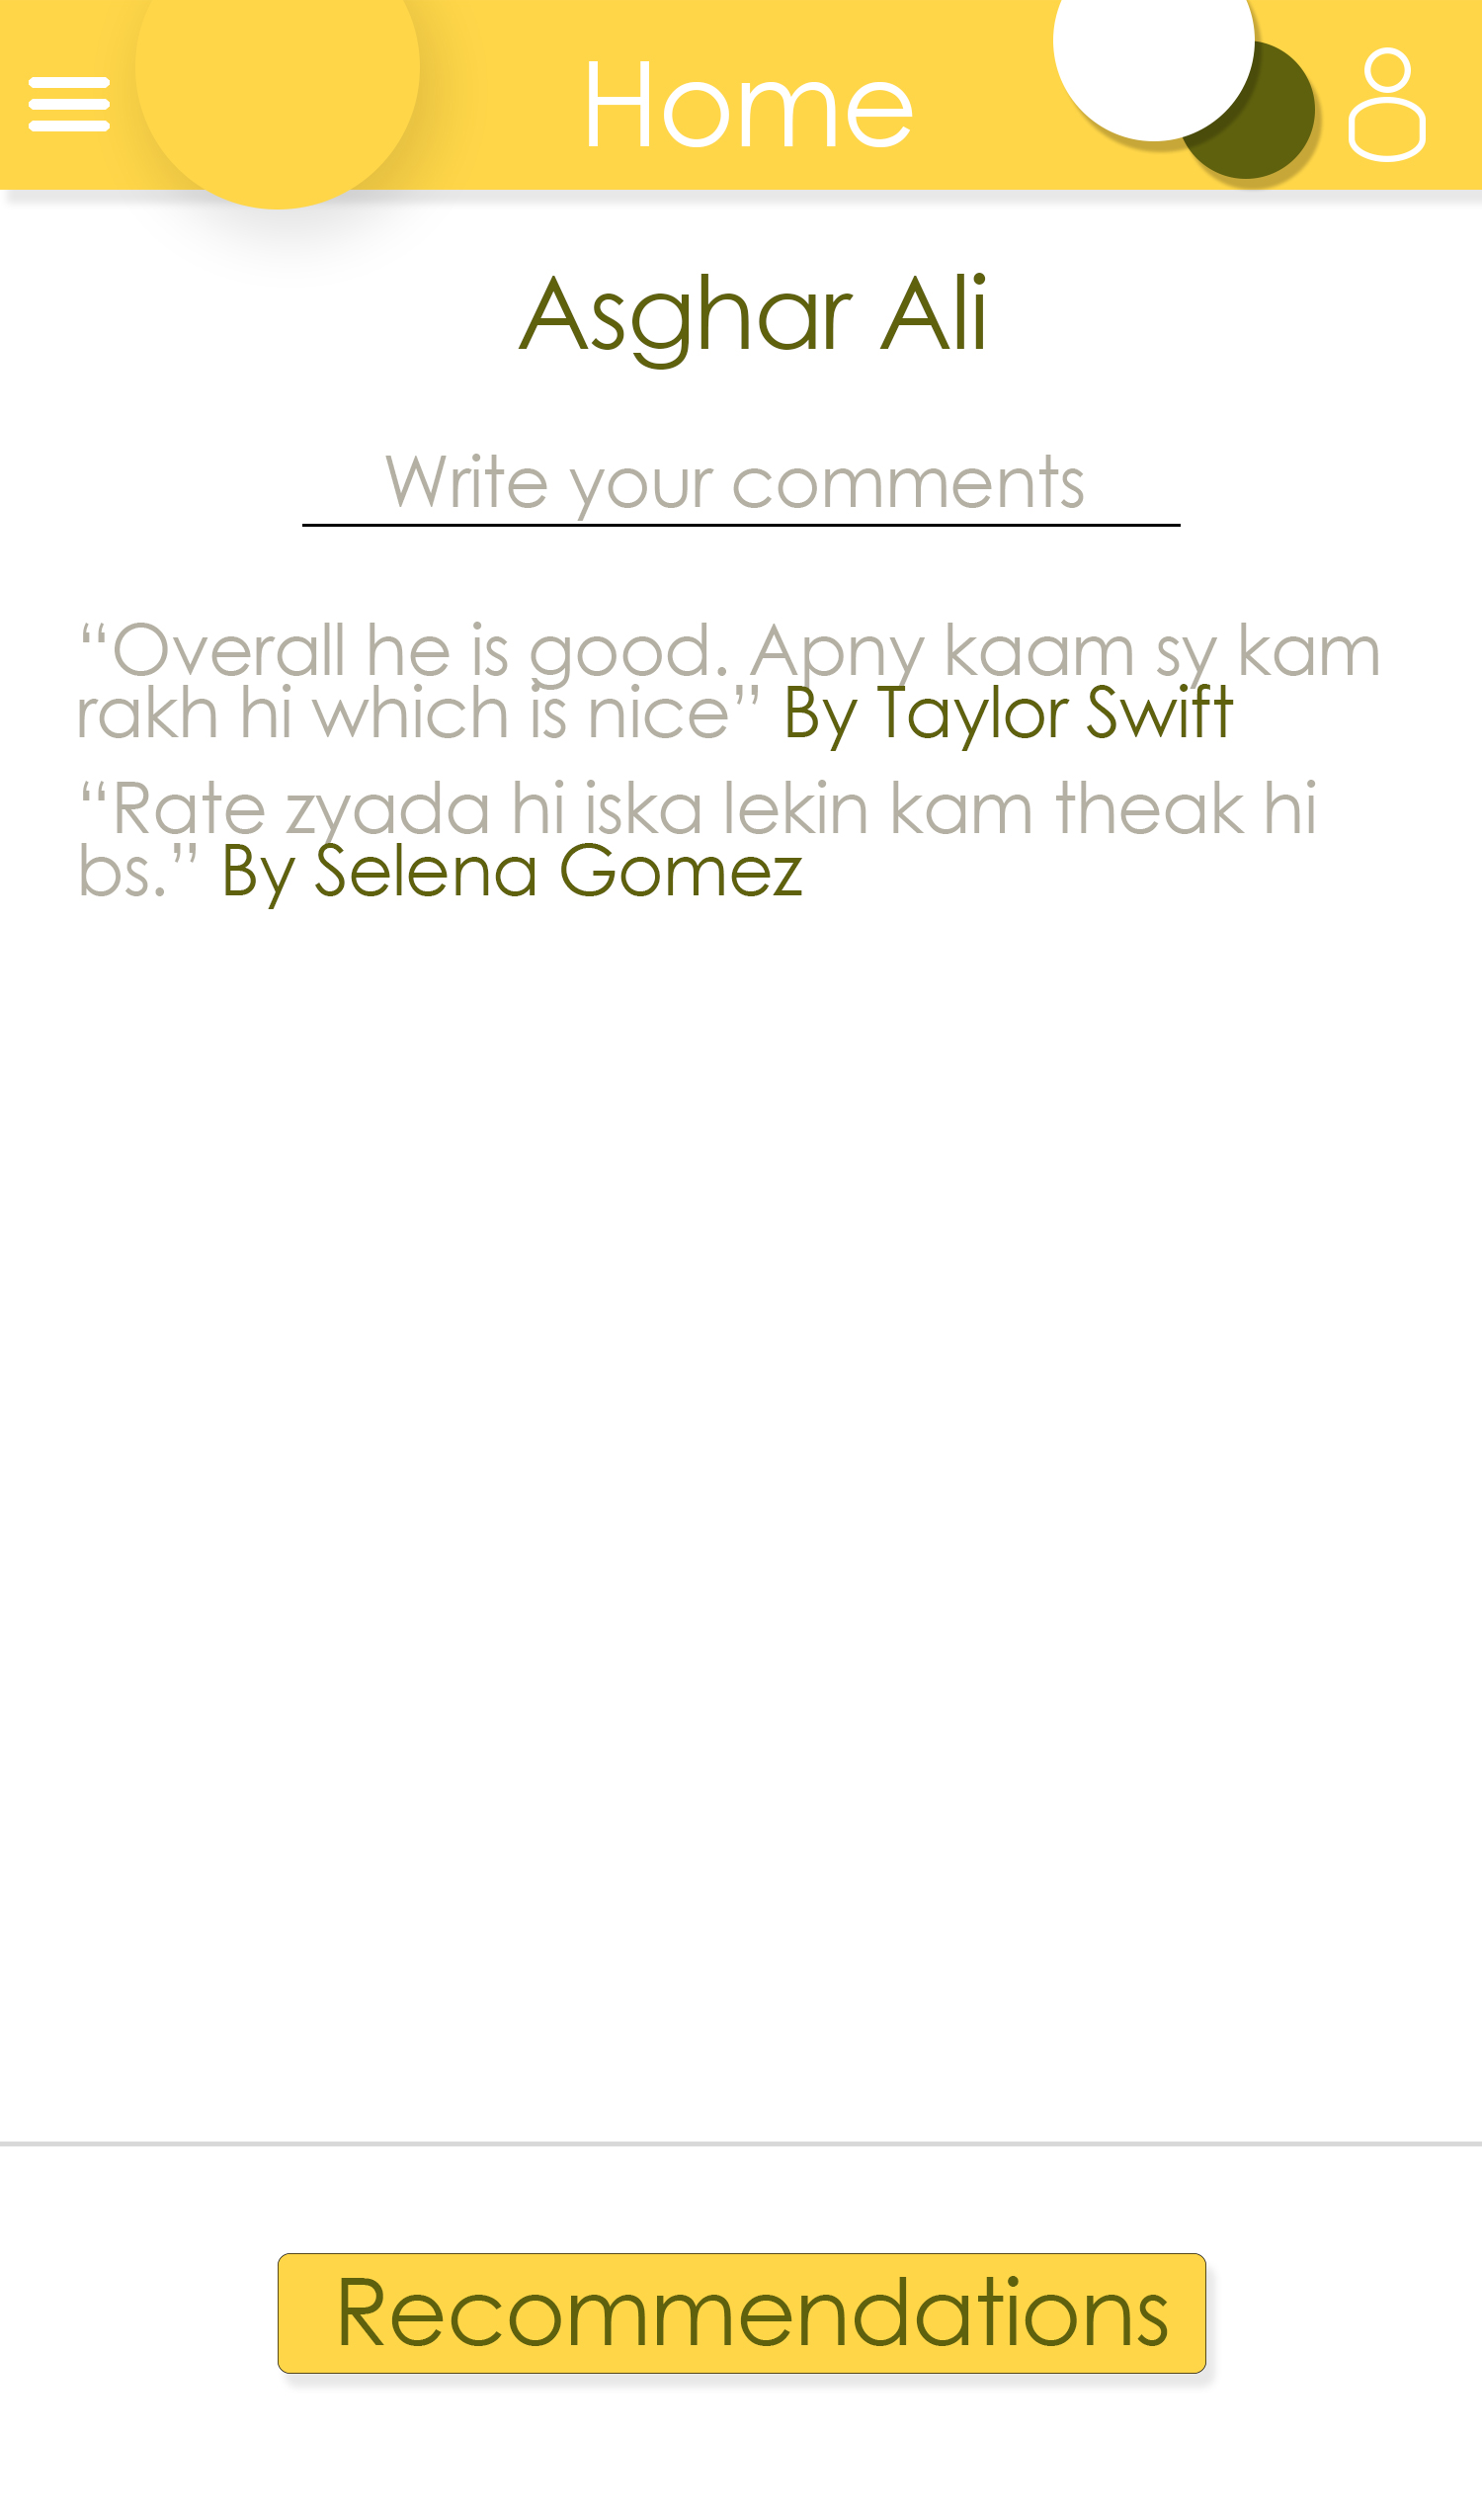 Home
Asghar Ali
Write your comments
“Overall he is good. Apny kaam sy kam
rakh hi which is nice” By Taylor Swift
“Rate zyada hi iska lekin kam theak hi
bs.” By Selena Gomez
Recommendations